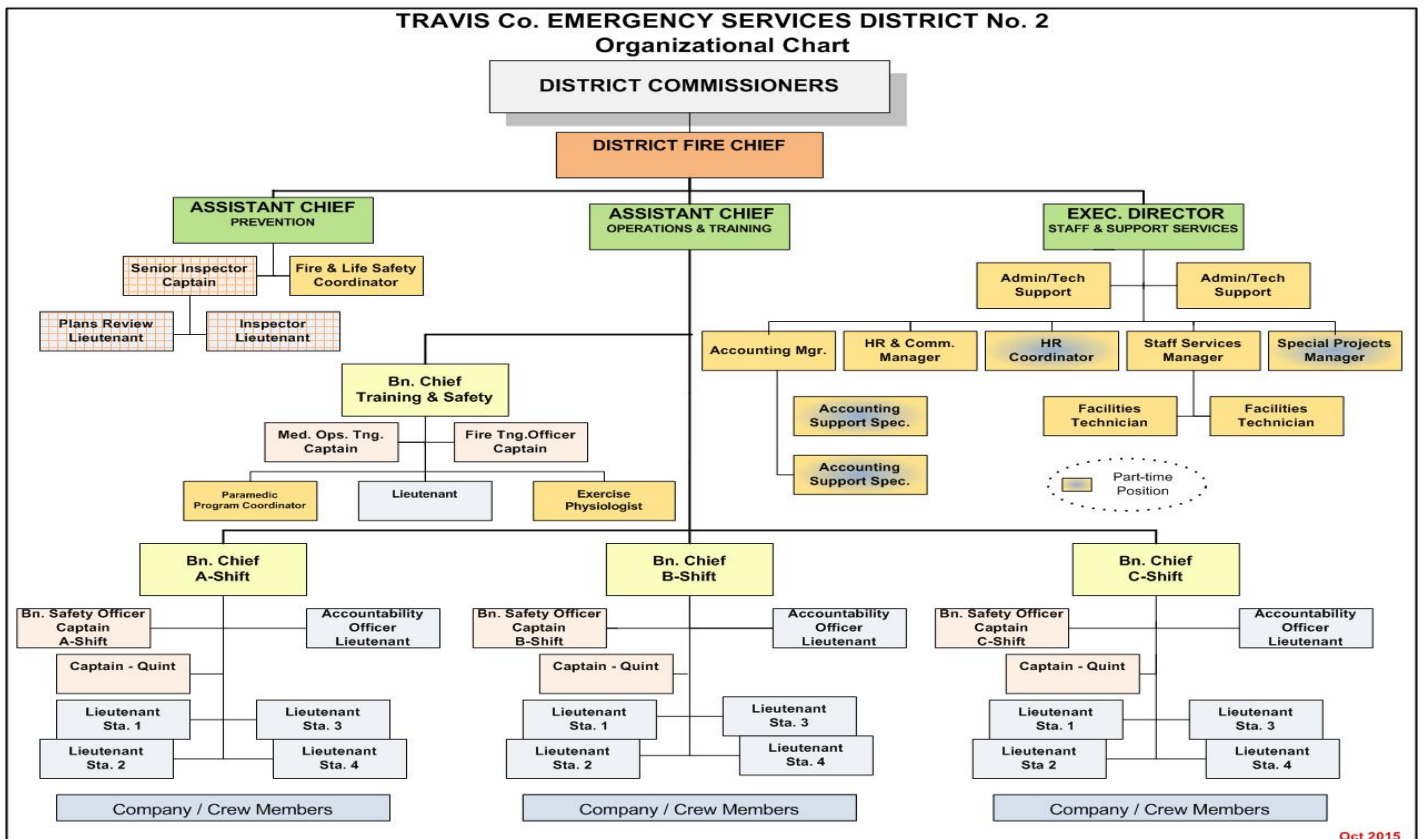 TRAVIS Co. EMERGENCY SERVICES DISTRICT No. 2
Organizational Chart
DISTRICT COMMISSIONERS
DISTRICT FIRE CHIEF
ASSISTANT CHIEF
PREVENTION
ASSISTANT CHIEF
OPERATIONS & TRAINING
EXEC. DIRECTOR
STAFF & SUPPORT SERVICES
Senior Inspector
Captain
Fire & Life Safety
Coordinator
Plans Review
Lieutenant
Inspector
Lieutenant
Admin/Tech
Support
Admin/Tech
Support
Accounting Mgr.
HR & Comm.
Manager
HR
Coordinator
Staff Services
Manager
Special Projects
Manager
Accounting
Support Spec.
Accounting
Support Spec.
Facilities
Technician
Facilities
Technician
Part-time
Position
Bn. Chief
Training & Safety
Med. Ops. Tng.
Captain
Fire Tng.Officer
Captain
Paramedic
Program Coordinator
Lieutenant
Exercise
Physiologist
Bn. Chief
A-Shift
Bn. Safety Officer
Captain
A-Shift
Accountability
Officer
Lieutenant
Captain - Quint
Lieutenant
Sta. 1
Lieutenant
Sta. 3
Lieutenant
Sta. 2
Lieutenant
Sta. 4
Company / Crew Members
Bn. Chief
B-Shift
Bn. Safety Officer
Captain
B-Shift
Accountability
Officer
Lieutenant
Captain - Quint
Lieutenant
Sta. 1
Lieutenant
Sta. 3
Lieutenant
Sta. 2
Lieutenant
Sta. 4
Company / Crew Members
Bn. Chief
C-Shift
Bn. Safety Officer
Captain
C-Shift
Accountability
Officer
Lieutenant
Captain - Quint
Lieutenant
Sta. 1
Lieutenant
Sta. 3
Lieutenant
Sta 2
Lieutenant
Sta. 4
Company / Crew Members
Oct 2015